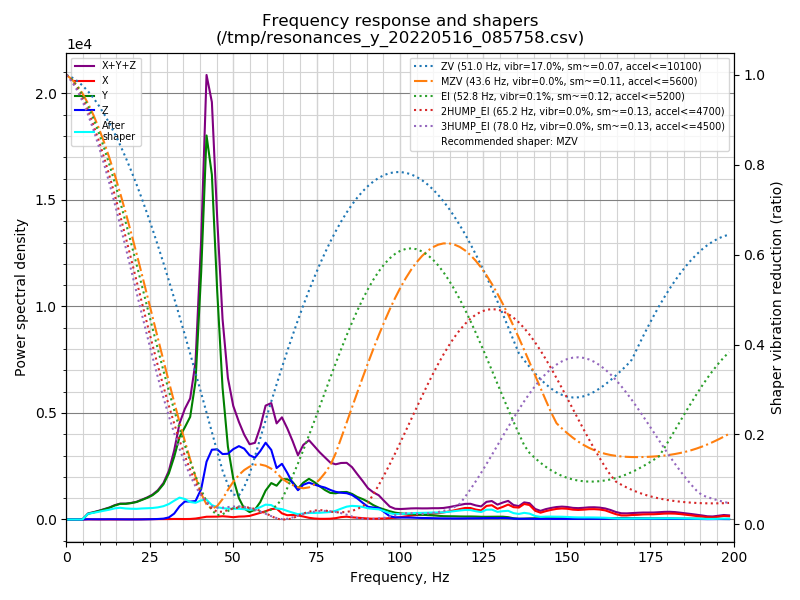 Frequency response and shapers
(/tmp/resonances_y_20220516_085758.csv)
1e4
X+Y+Z
X
Y
Z
After
shaper
ZV (51.0 Hz, vibr=17.0%, sm~=0.07, accel<=10100)
MZV (43.6 Hz, vibr=0.0%, sm~=0.11, accel<=5600)
EI (52.8 Hz, vibr=0.1%, sm~=0.12, accel<=5200)
2HUMP_EI (65.2 Hz, vibr=0.0%, sm~=0.13, accel<=4700)
3HUMP_EI (78.0 Hz, vibr=0.0%, sm~=0.13, accel<=4500)
Recommended shaper: MZV
Power spectral density
2.0
1.5
1.0
0.5
0.0
1.0
0.8
0.6
0.4
0.2
0.0
Shaper vibration reduction (ratio)
0 25 50 75 100 125 150 175 200
Frequency, Hz